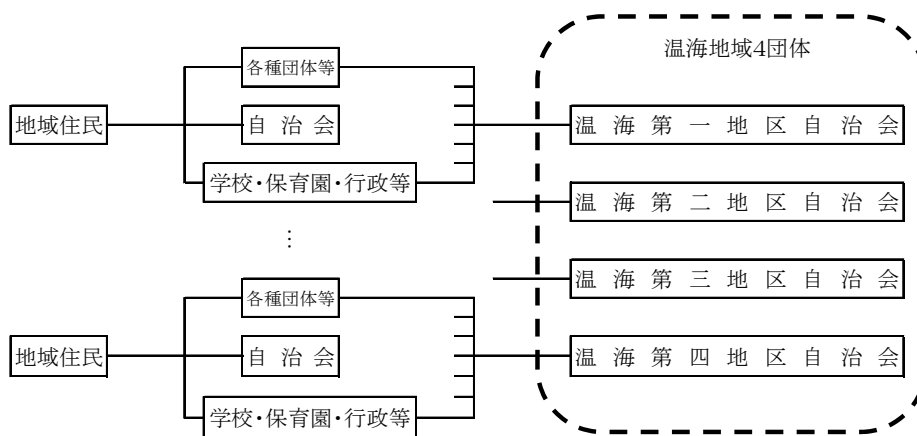 温海地域4団体
各種団体等
地域住民
自治会
学校・保育園・行政等
温海第一地区自治会
温海第二地区自治会
⋮
温海第三地区自治会
各種団体等
地域住民
自治会
学校・保育園・行政等
温海第四地区自治会